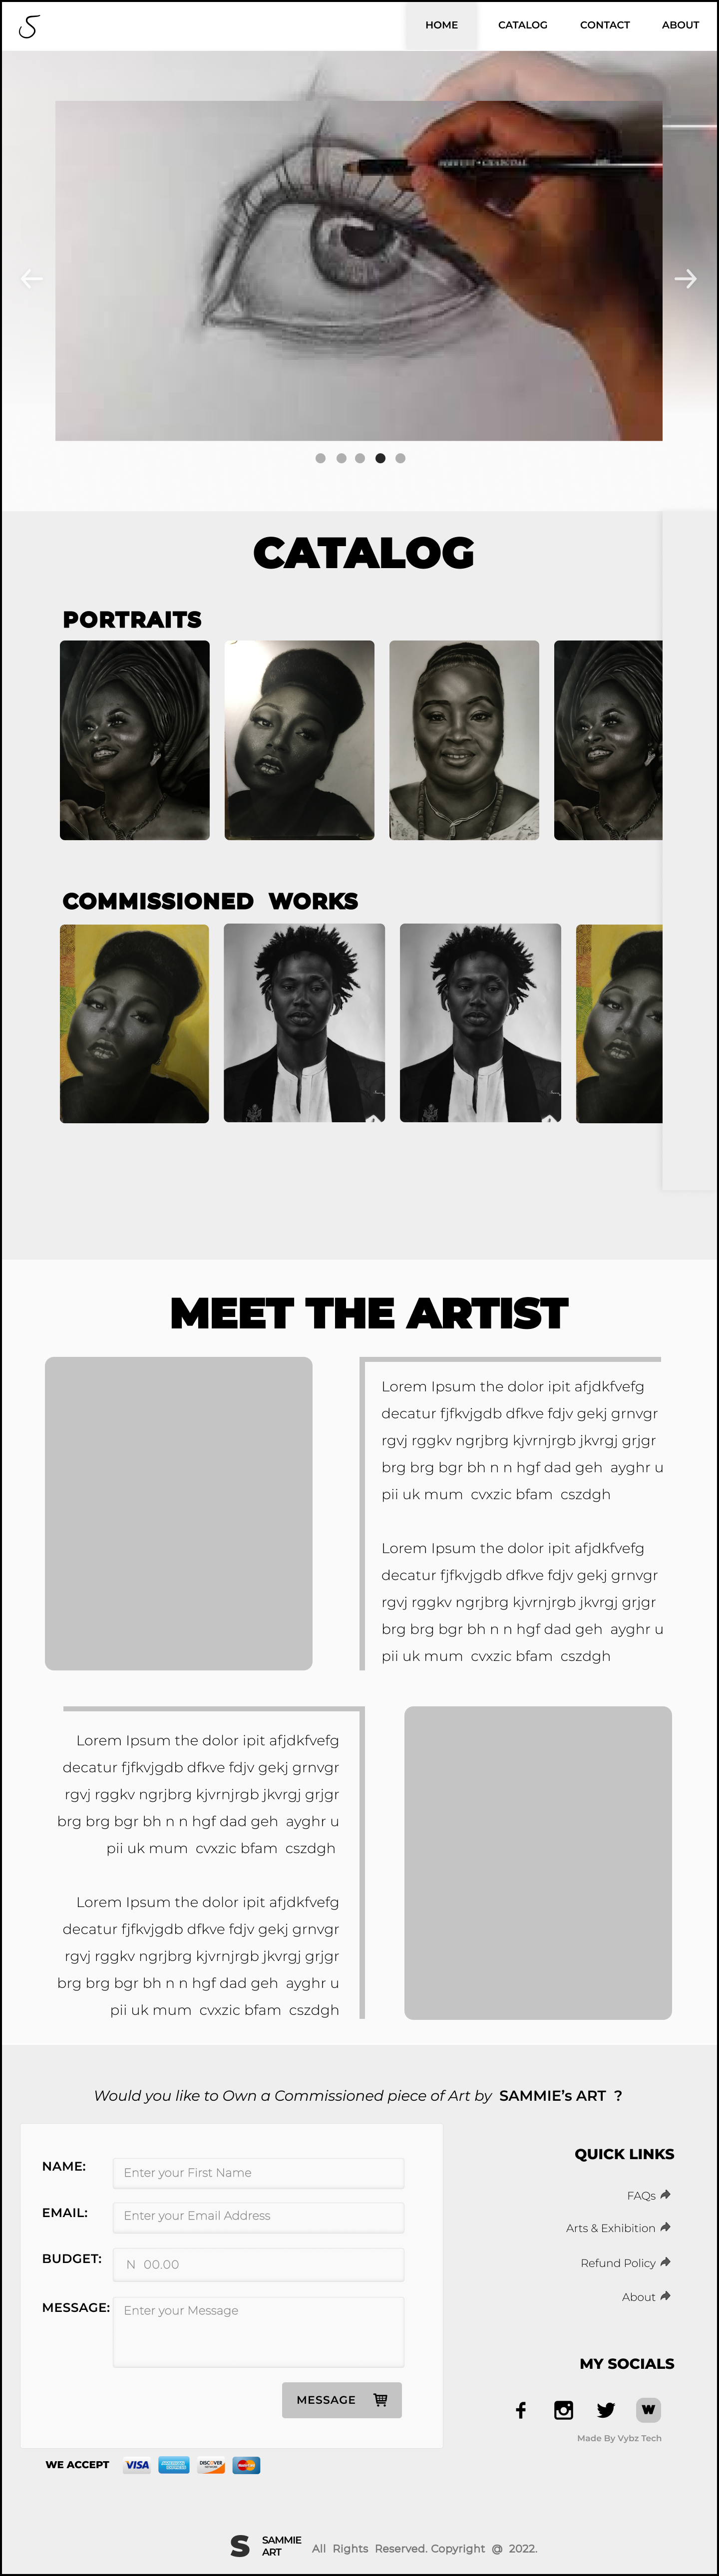 S
HOME
CATALOG
CONTACT
ABOUT
CATALOG
PORTRAITS
COMMISSIONED WORKS
MEET THE ARTIST
Lorem Ipsum the dolor ipit afjdkfvefg
decatur fjfkvjgdb dfkve fdjv gekj grnvgr
rgvj rggkv ngrjbrg kjvrnjrgb jkvrgj grjgr
brg brg bgr bh n n hgf dad geh ayghr u
pii uk mum cvxzic bfam cszdgh
Lorem Ipsum the dolor ipit afjdkfvefg
decatur fjfkvjgdb dfkve fdjv gekj grnvgr
rgvj rggkv ngrjbrg kjvrnjrgb jkvrgj grjgr
brg brg bgr bh n n hgf dad geh ayghr u
pii uk mum cvxzic bfam cszdgh
Lorem Ipsum the dolor ipit afjdkfvefg
decatur fjfkvjgdb dfkve fdjv gekj grnvgr
rgvj rggkv ngrjbrg kjvrnjrgb jkvrgj grjgr
brg brg bgr bh n n hgf dad geh ayghr u
pii uk mum cvxzic bfam cszdgh
Lorem Ipsum the dolor ipit afjdkfvefg
decatur fjfkvjgdb dfkve fdjv gekj grnvgr
rgvj rggkv ngrjbrg kjvrnjrgb jkvrgj grjgr
brg brg bgr bh n n hgf dad geh ayghr u
pii uk mum cvxzic bfam cszdgh
Would you like to Own a Commissioned piece of Art by SAMMIE's ART ?
NAME:
Enter your First Name
EMAIL:
Enter your Email Address
BUDGET:
N 00.00
MESSAGE:
Enter your Message
MESSAGE
WE ACCEPT
VISA
DISCOVER
MasterCard
QUICK LINKS
FAQs
Arts & Exhibition
Refund Policy
About
MY SOCIALS
Made By Vybz Tech
S
SAMMIE
ART
All Rights Reserved. Copyright @ 2022.